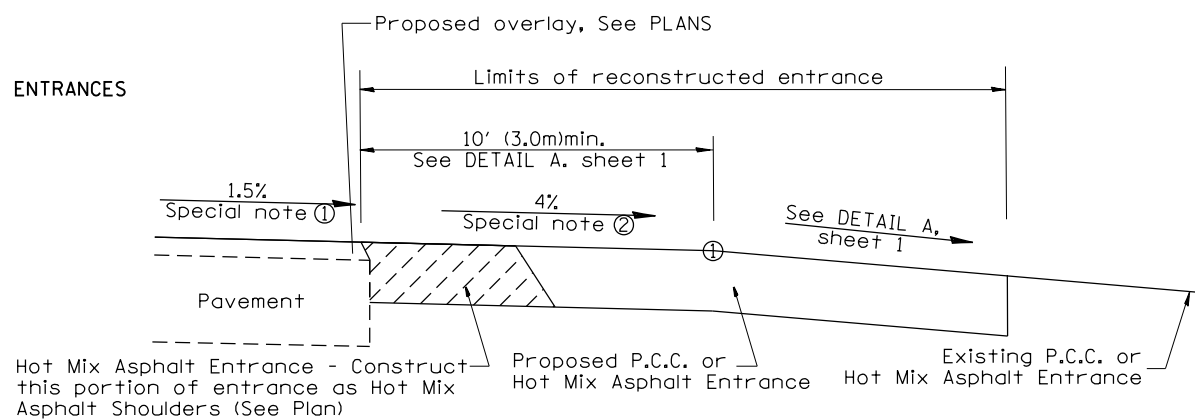 Proposed overlay, See PLANS
ENTRANCES
Limits of reconstructed entrance
10' (3.0m)min.
See DETAIL A. sheet 1
1.5%
Special note ①
4%
Special note ②
See DETAIL A,
sheet 1
①
Pavement
Hot Mix Asphalt Entrance - Construct
this portion of entrance as Hot Mix
Asphalt Shoulders (See Plan)
Proposed P.C.C. or
Hot Mix Asphalt Entrance
Existing P.C.C. or
Hot Mix Asphalt Entrance